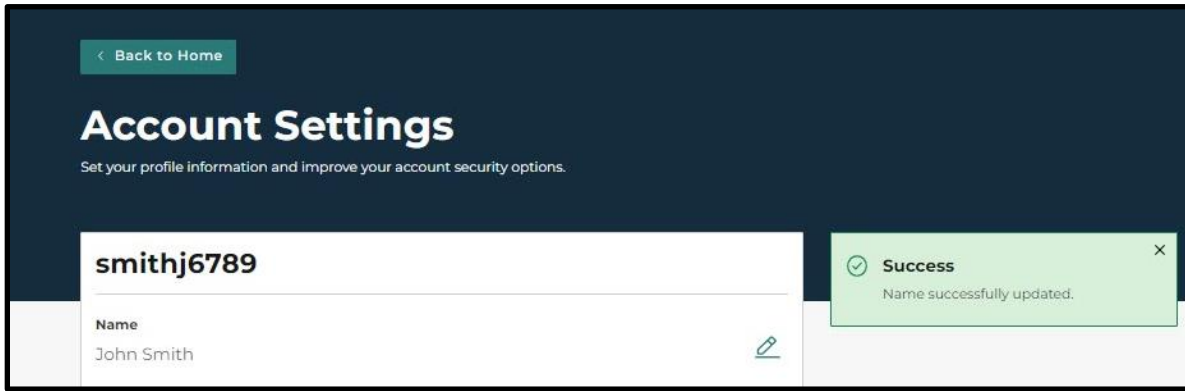 Back to Home
Account Settings
Set your profile information and improve your account security options.
smithj6789
Name
John Smith
Success
Name successfully updated.